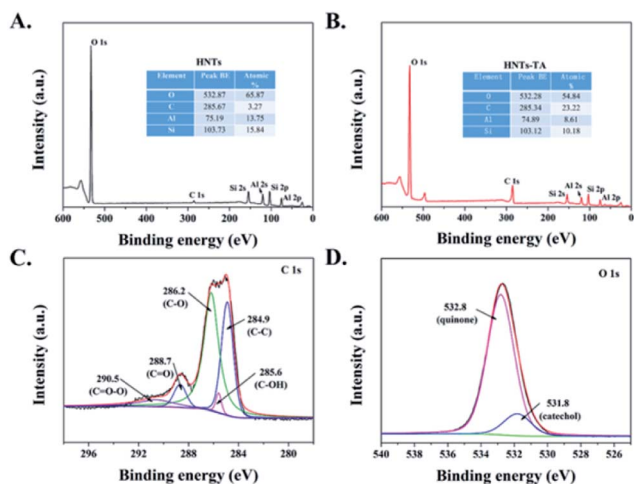 A.
O 1s
HNTs
Element Peak BE Atomic %
O 532.87 65.87
C 285.67 3.27
Al 75.19 13.75
Si 103.73 15.84
C 1s
Si 2s
Al 2s
Si 2p
Al 2p
600 500 400 300 200 100 0
Binding energy (eV)
Intensity (a.u.)
B.
O 1s
HNTs-TA
Element Peak BE Atomic %
O 532.28 54.84
C 285.34 23.22
Al 74.89 8.61
Si 103.12 10.18
C 1s
Si 2s
Al 2s
Si 2p
Al 2p
600 500 400 300 200 100 0
Binding energy (eV)
Intensity (a.u.)
C.
C 1s
286.2
(C-O)
284.9
(C-C)
288.7
(C=O)
290.5
(C=O-O)
285.6
(C-OH)
296 292 288 284 280
Binding energy (eV)
Intensity (a.u.)
D.
O 1s
532.8
(quinone)
531.8
(catechol)
540 538 536 534 532 530 528 526
Binding energy (eV)
Intensity (a.u.)